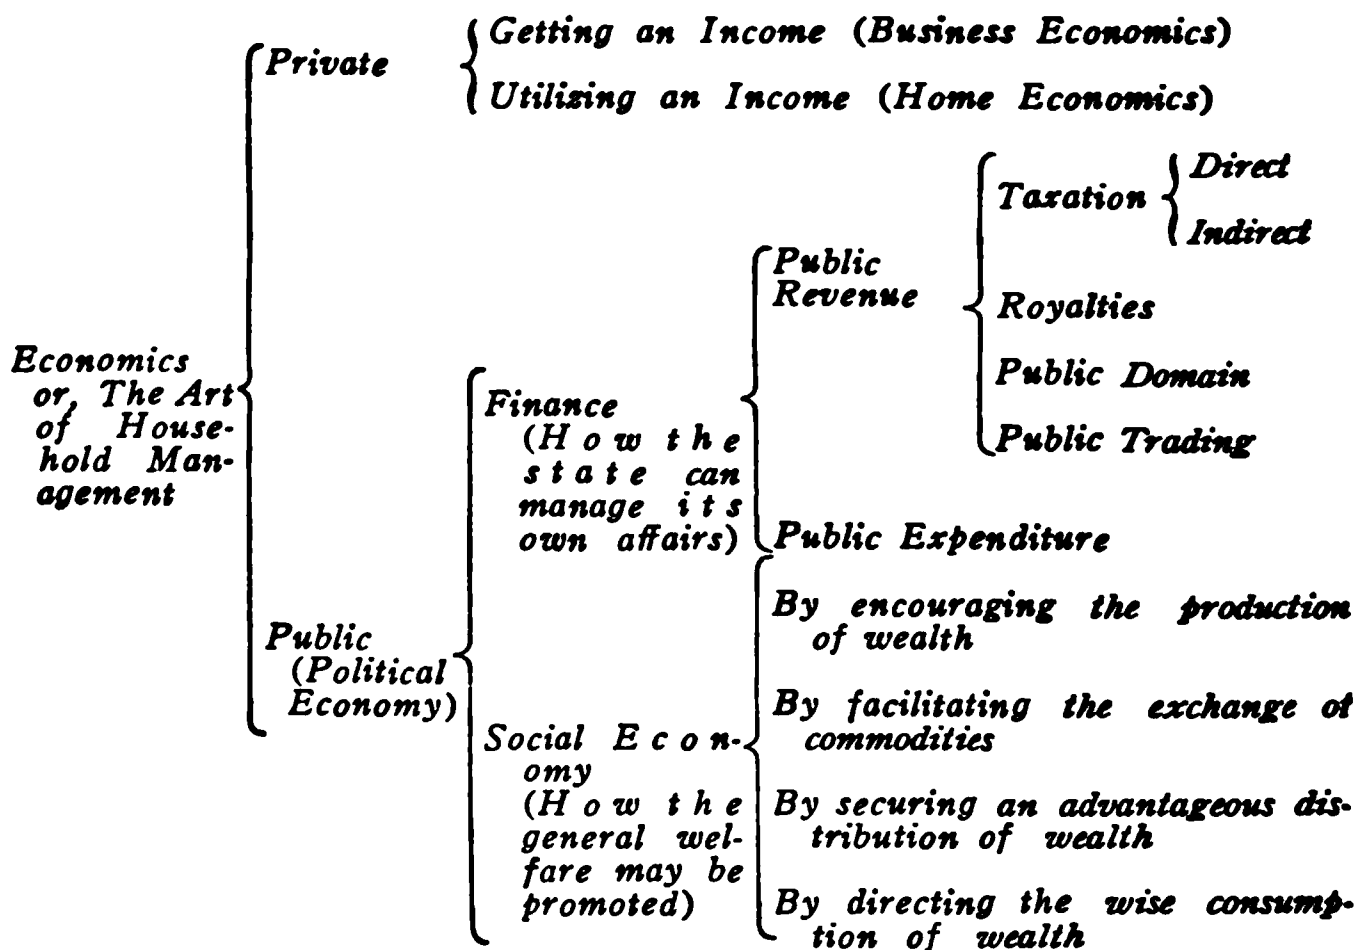 Economics
or, The Art
of House-
hold Man-
agement
Private
Getting an Income (Business Economics)
Utilizing an Income (Home Economics)
Public
(Political
Economy)
Finance
(How the
state can
manage its
own affairs)
Public
Revenue
Taxation
Direct
Indirect
Royalties
Public Domain
Public Trading
Public Expenditure
Social Econ-
omy
(How the
general wel-
fare may be
promoted)
By encouraging the production
of wealth
By facilitating the exchange of
commodities
By securing an advantageous dis-
tribution of wealth
By directing the wise consump-
tion of wealth